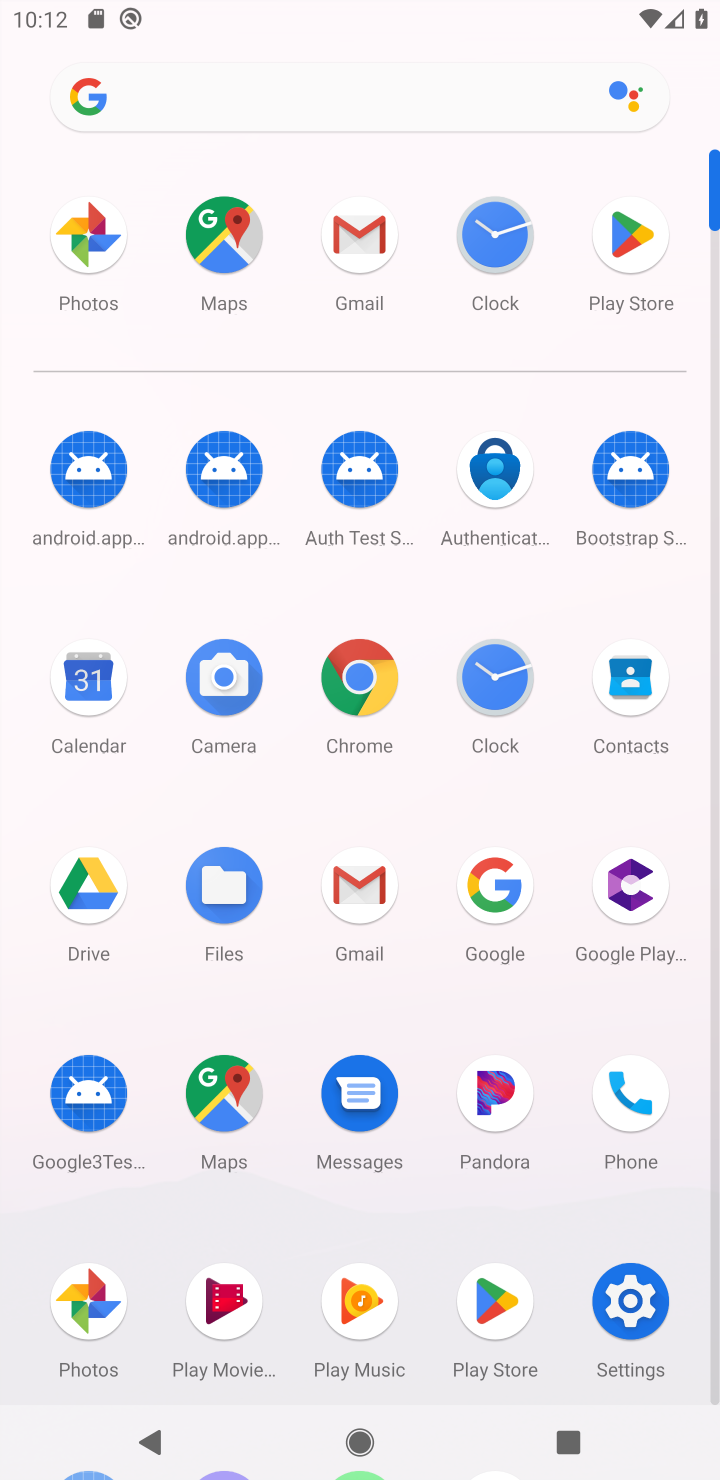 10:12
Photos Maps Gmail Clock Play Store
android.app... android.app... Auth Test S... Authenticat... Bootstrap S...
31
Calendar Camera Chrome Clock Contacts
Drive Files Gmail Google Google Play...
Google3Tes... Maps Messages Pandora Phone
Photos Play Movie... Play Music Play Store Settings